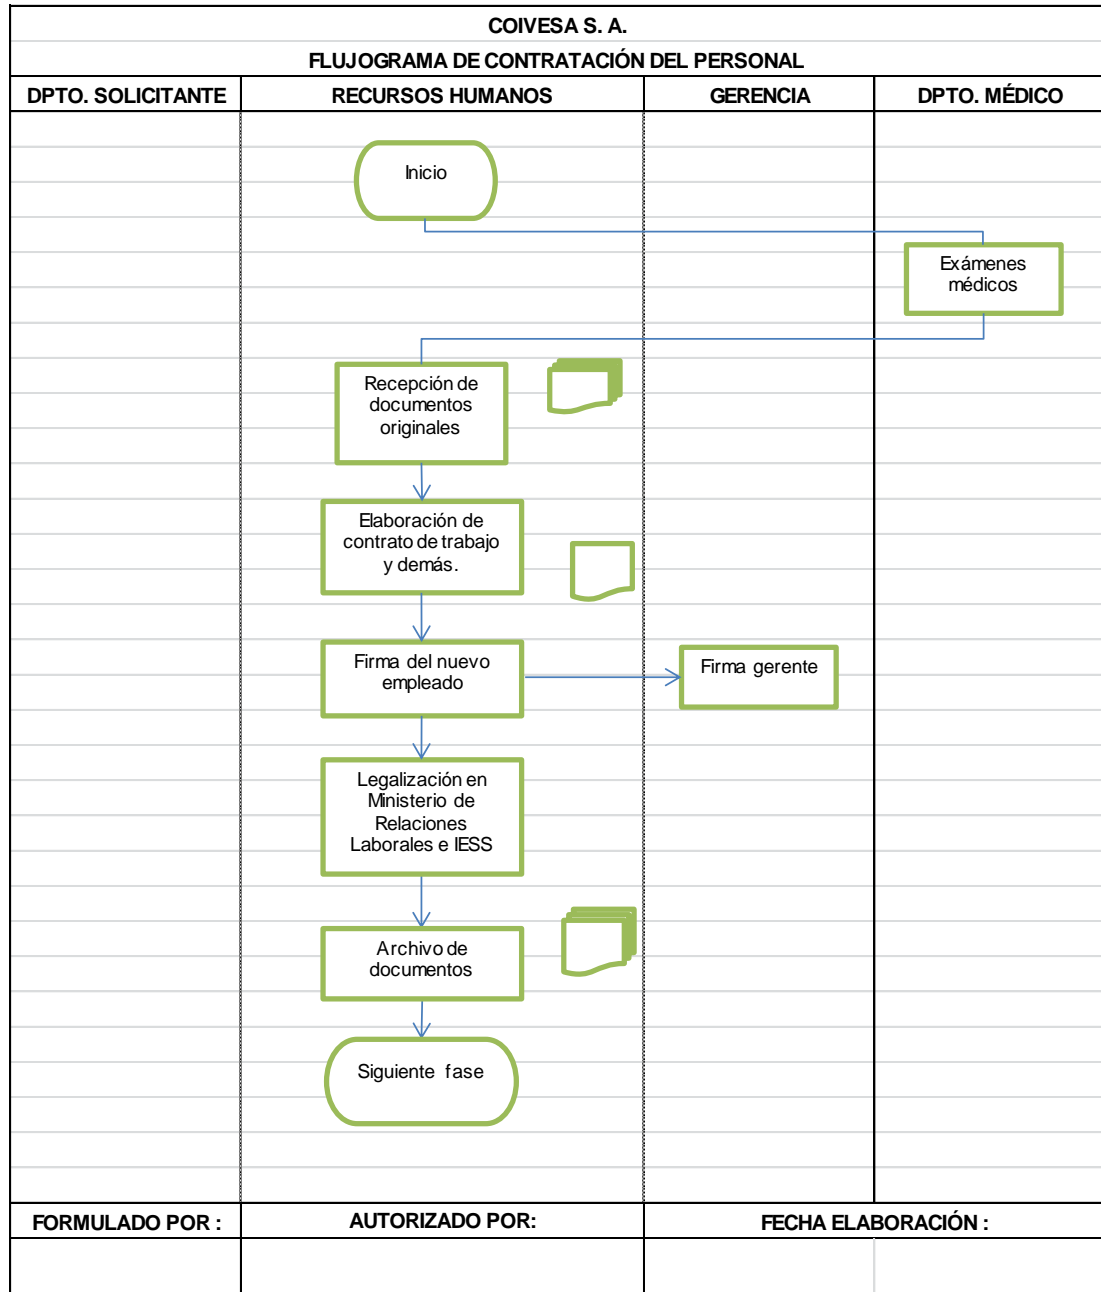 COIVESA S. A.
FLUJOGRAMA DE CONTRATACIÓN DEL PERSONAL
DPTO. SOLICITANTE
RECURSOS HUMANOS
GERENCIA
DPTO. MÉDICO
Inicio
Exámenes
médicos
Recepción de
documentos
originales
Elaboración de
contrato de trabajo
y demás.
Firma del nuevo
empleado
Firma gerente
Legalización en
Ministerio de
Relaciones
Laborales e IESS
Archivo de
documentos
Siguiente fase
FORMULADO POR :
AUTORIZADO POR:
FECHA ELABORACIÓN :